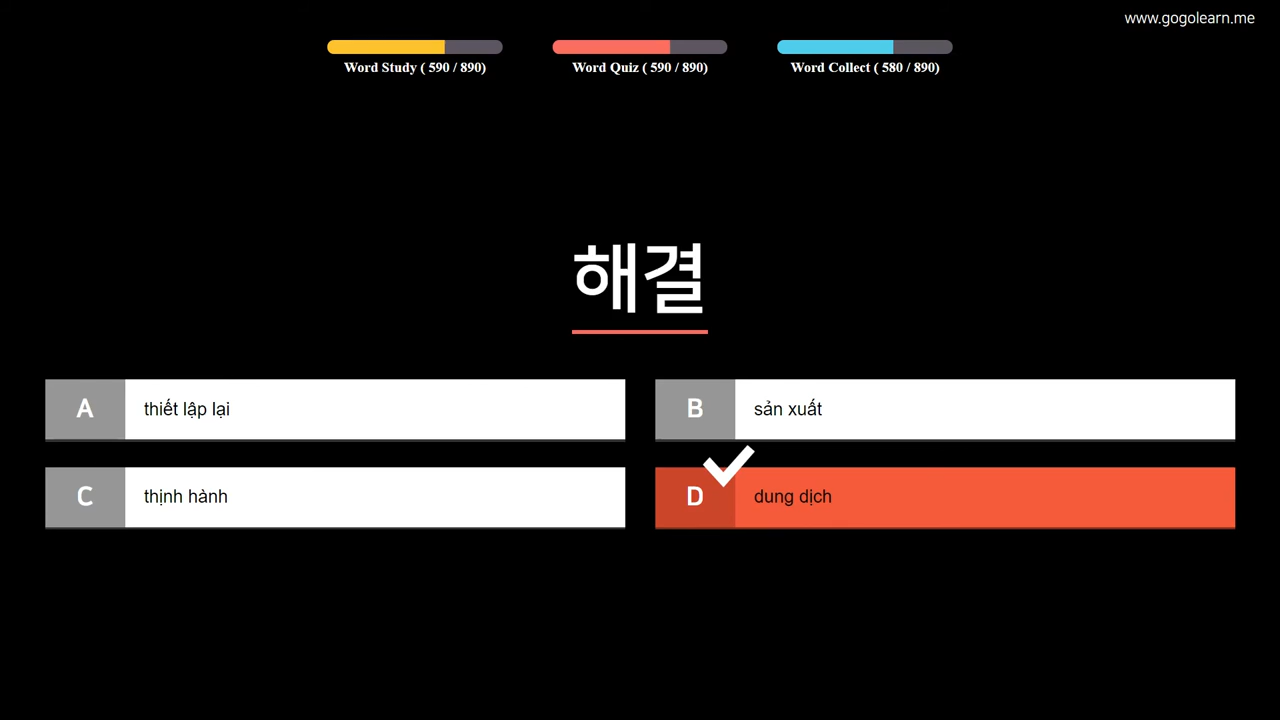 www.gogolearn.me
Word Study ( 590 / 890)
Word Quiz ( 590 / 890)
Word Collect ( 580 / 890)
해결
A thiết lập lại
B sản xuất
C thịnh hành
D dung dịch